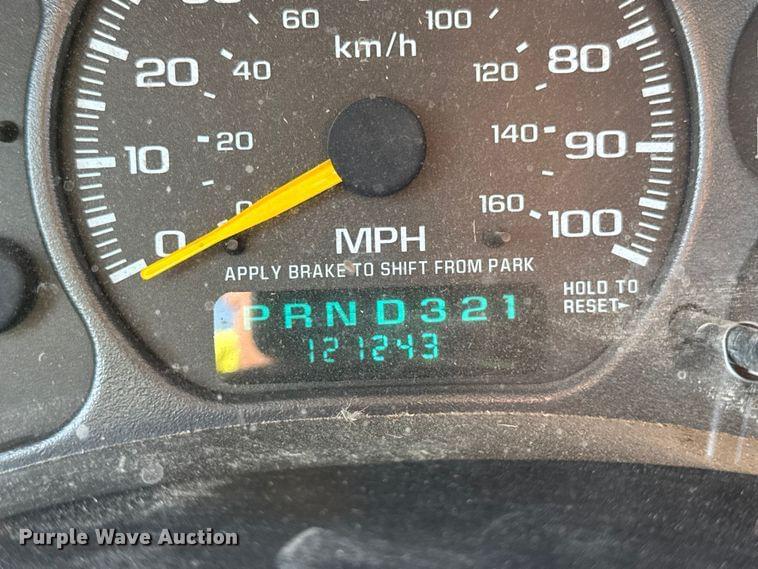 60 100
km/h
20 40 120 80
10 20 140 90
0 0 160 100
MPH
APPLY BRAKE TO SHIFT FROM PARK
HOLD TO
RESET
PRND321
121243
Purple Wave Auction